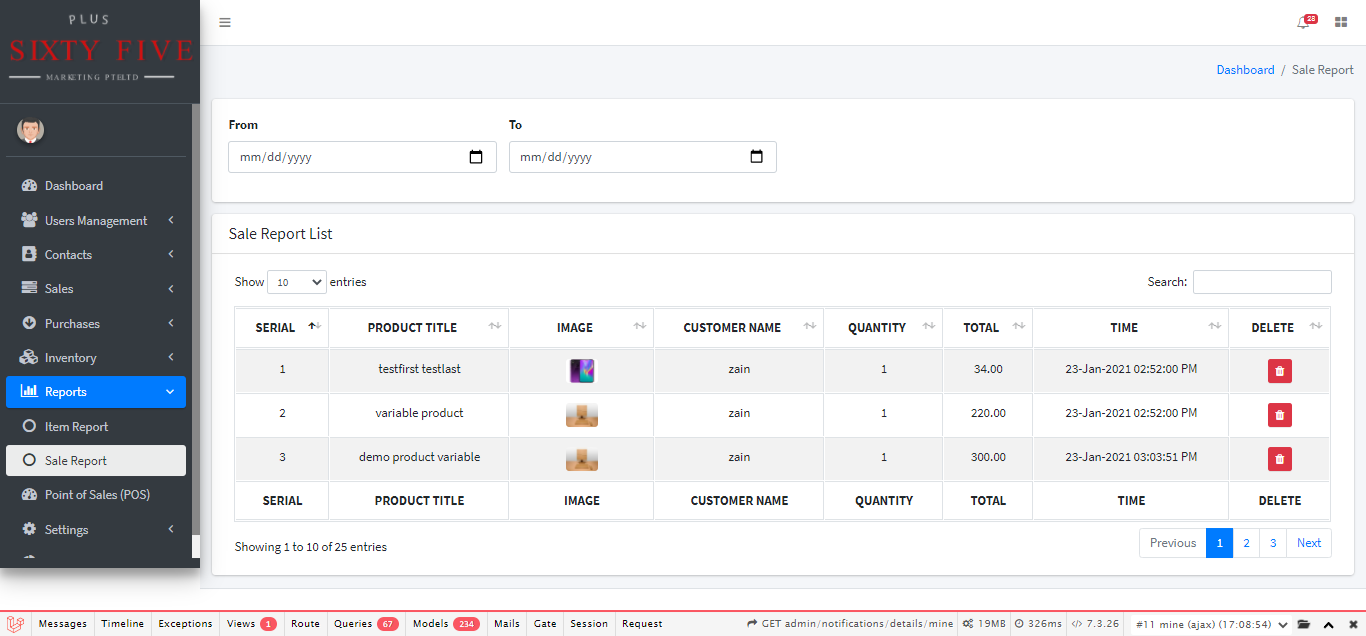 PLUS
SIXTY FIVE
MARKETING PTELTD
28
Dashboard / Sale Report
Dashboard
Users Management
Contacts
Sales
Purchases
Inventory
Reports
Item Report
Sale Report
Point of Sales (POS)
Settings
From To
mm/dd/yyyy mm/dd/yyyy
Sale Report List
Show 10 entries Search:
SERIAL PRODUCT TITLE IMAGE CUSTOMER NAME QUANTITY TOTAL TIME DELETE
1 testfirst testlast zain 1 34.00 23-Jan-2021 02:52:00 PM
2 variable product zain 1 220.00 23-Jan-2021 02:52:00 PM
3 demo product variable zain 1 300.00 23-Jan-2021 03:03:51 PM
SERIAL PRODUCT TITLE IMAGE CUSTOMER NAME QUANTITY TOTAL TIME DELETE
Showing 1 to 10 of 25 entries Previous 1 2 3 Next
Messages Timeline Exceptions Views 1 Route Queries 67 Models 234 Mails Gate Session Request GET admin/notifications/details/mine 19MB 326ms 7.3.26 #11 mine (ajax) (17:08:54)